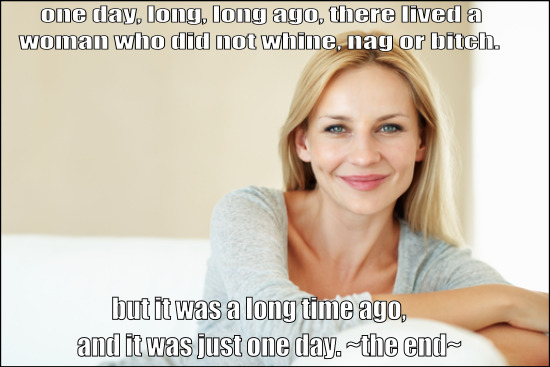 one day, long, long ago, there lived a
woman who did not whine, nag or bitch.
but it was a long time ago,
and it was just one day. ~the end~